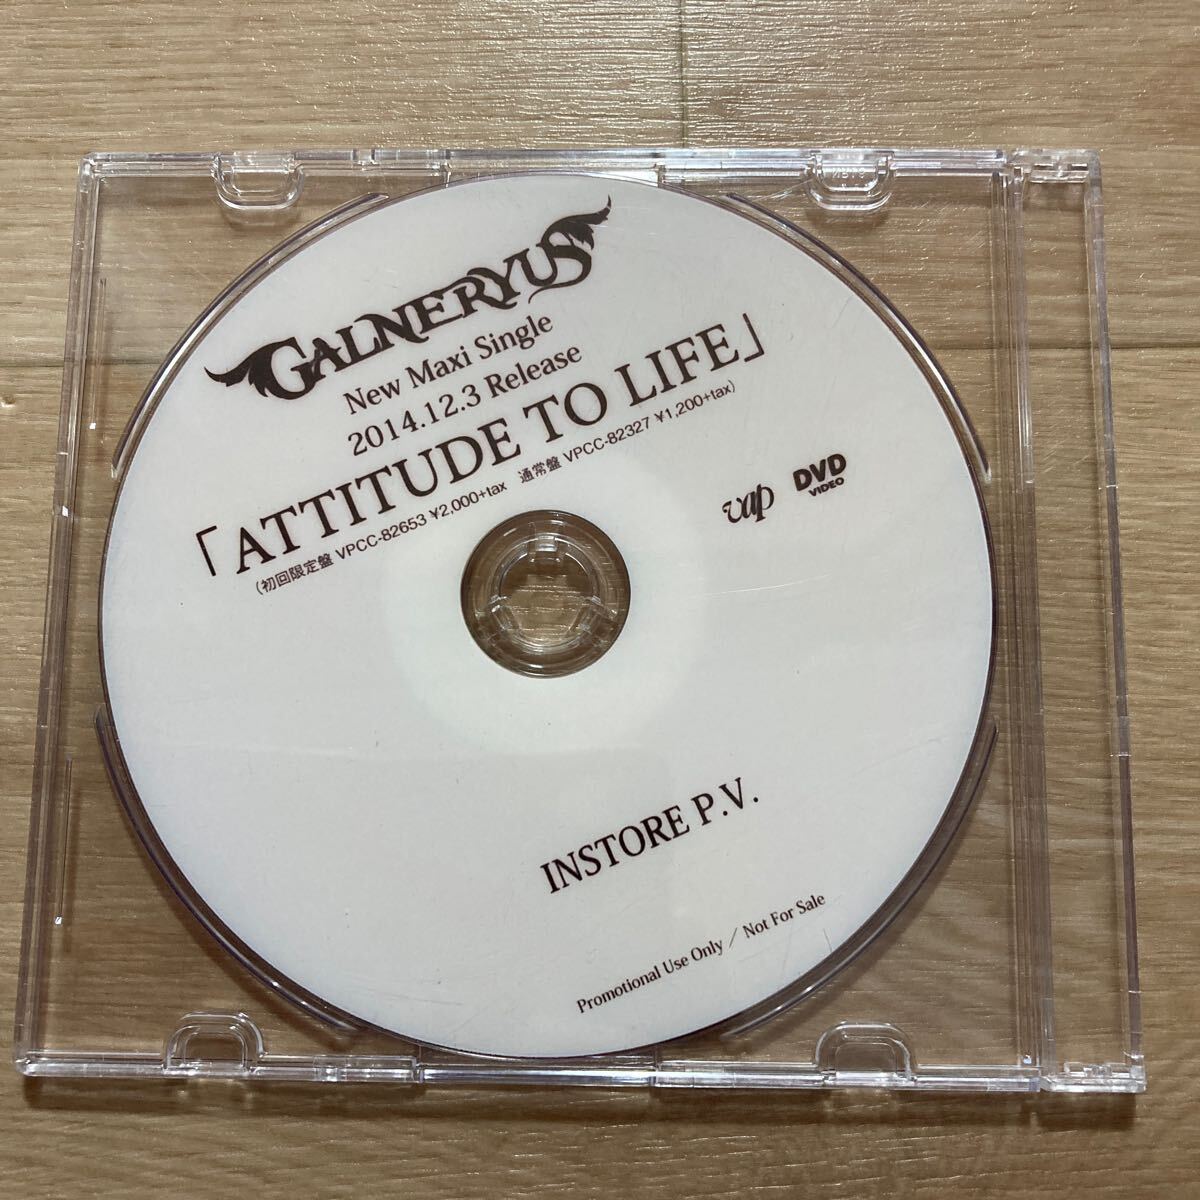 GALNERYUS
New Maxi Single
2014.12.3 Release
「ATTITUDE TO LIFE」
(初回限定盤 VPCC-82653 ¥2,000+tax 通常盤 VPCC-82327 ¥1,200+tax)
vap DVD
VIDEO
INSTORE P.V.
Promotional Use Only / Not For Sale